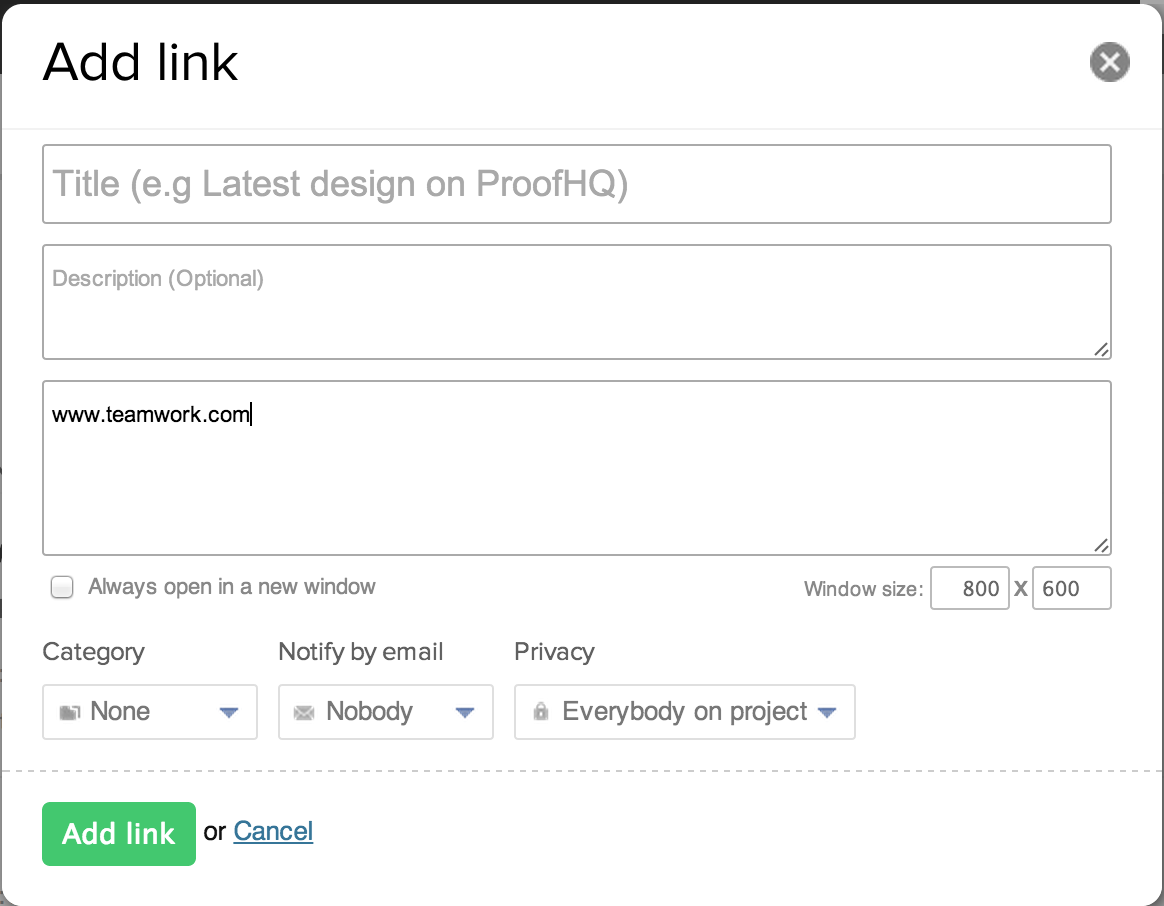 Add link
Title (e.g Latest design on ProofHQ)
Description (Optional)
www.teamwork.com
Always open in a new window
Window size: 800 X 600
Category Notify by email Privacy
None Nobody Everybody on project
Add link or Cancel